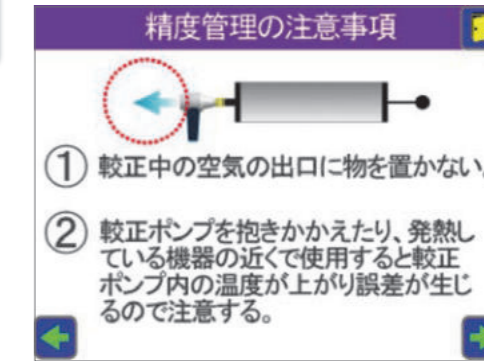 精度管理の注意事項
① 較正中の空気の出口に物を置かない。
② 較正ポンプを抱きかかえたり、発熱し
ている機器の近くで使用すると較正
ポンプ内の温度が上がり誤差が生じ
るので注意する。